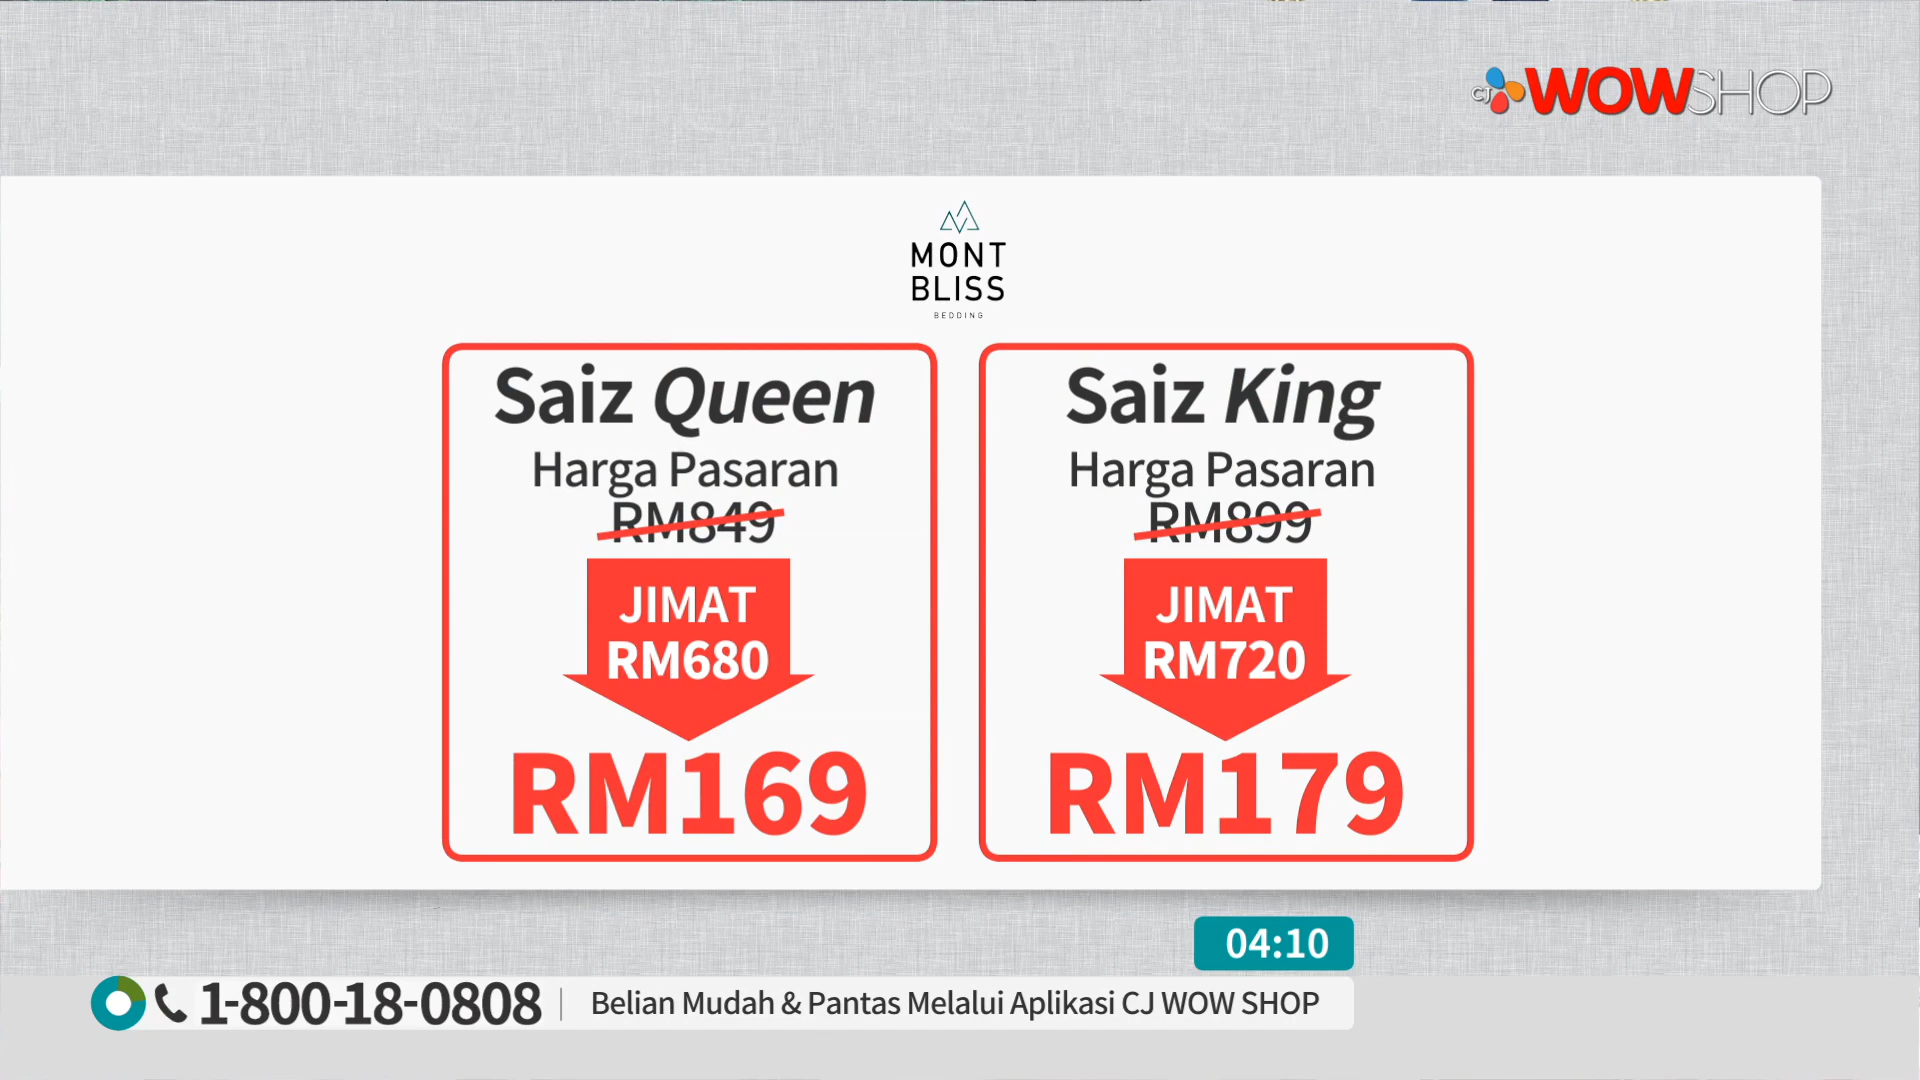 CJ WOWSHOP
MONT
BLISS
BEDDING
Saiz Queen
Harga Pasaran
RM849
JIMAT
RM680
RM169
Saiz King
Harga Pasaran
RM899
JIMAT
RM720
RM179
04:10
1-800-18-0808 | Belian Mudah & Pantas Melalui Aplikasi CJ WOW SHOP